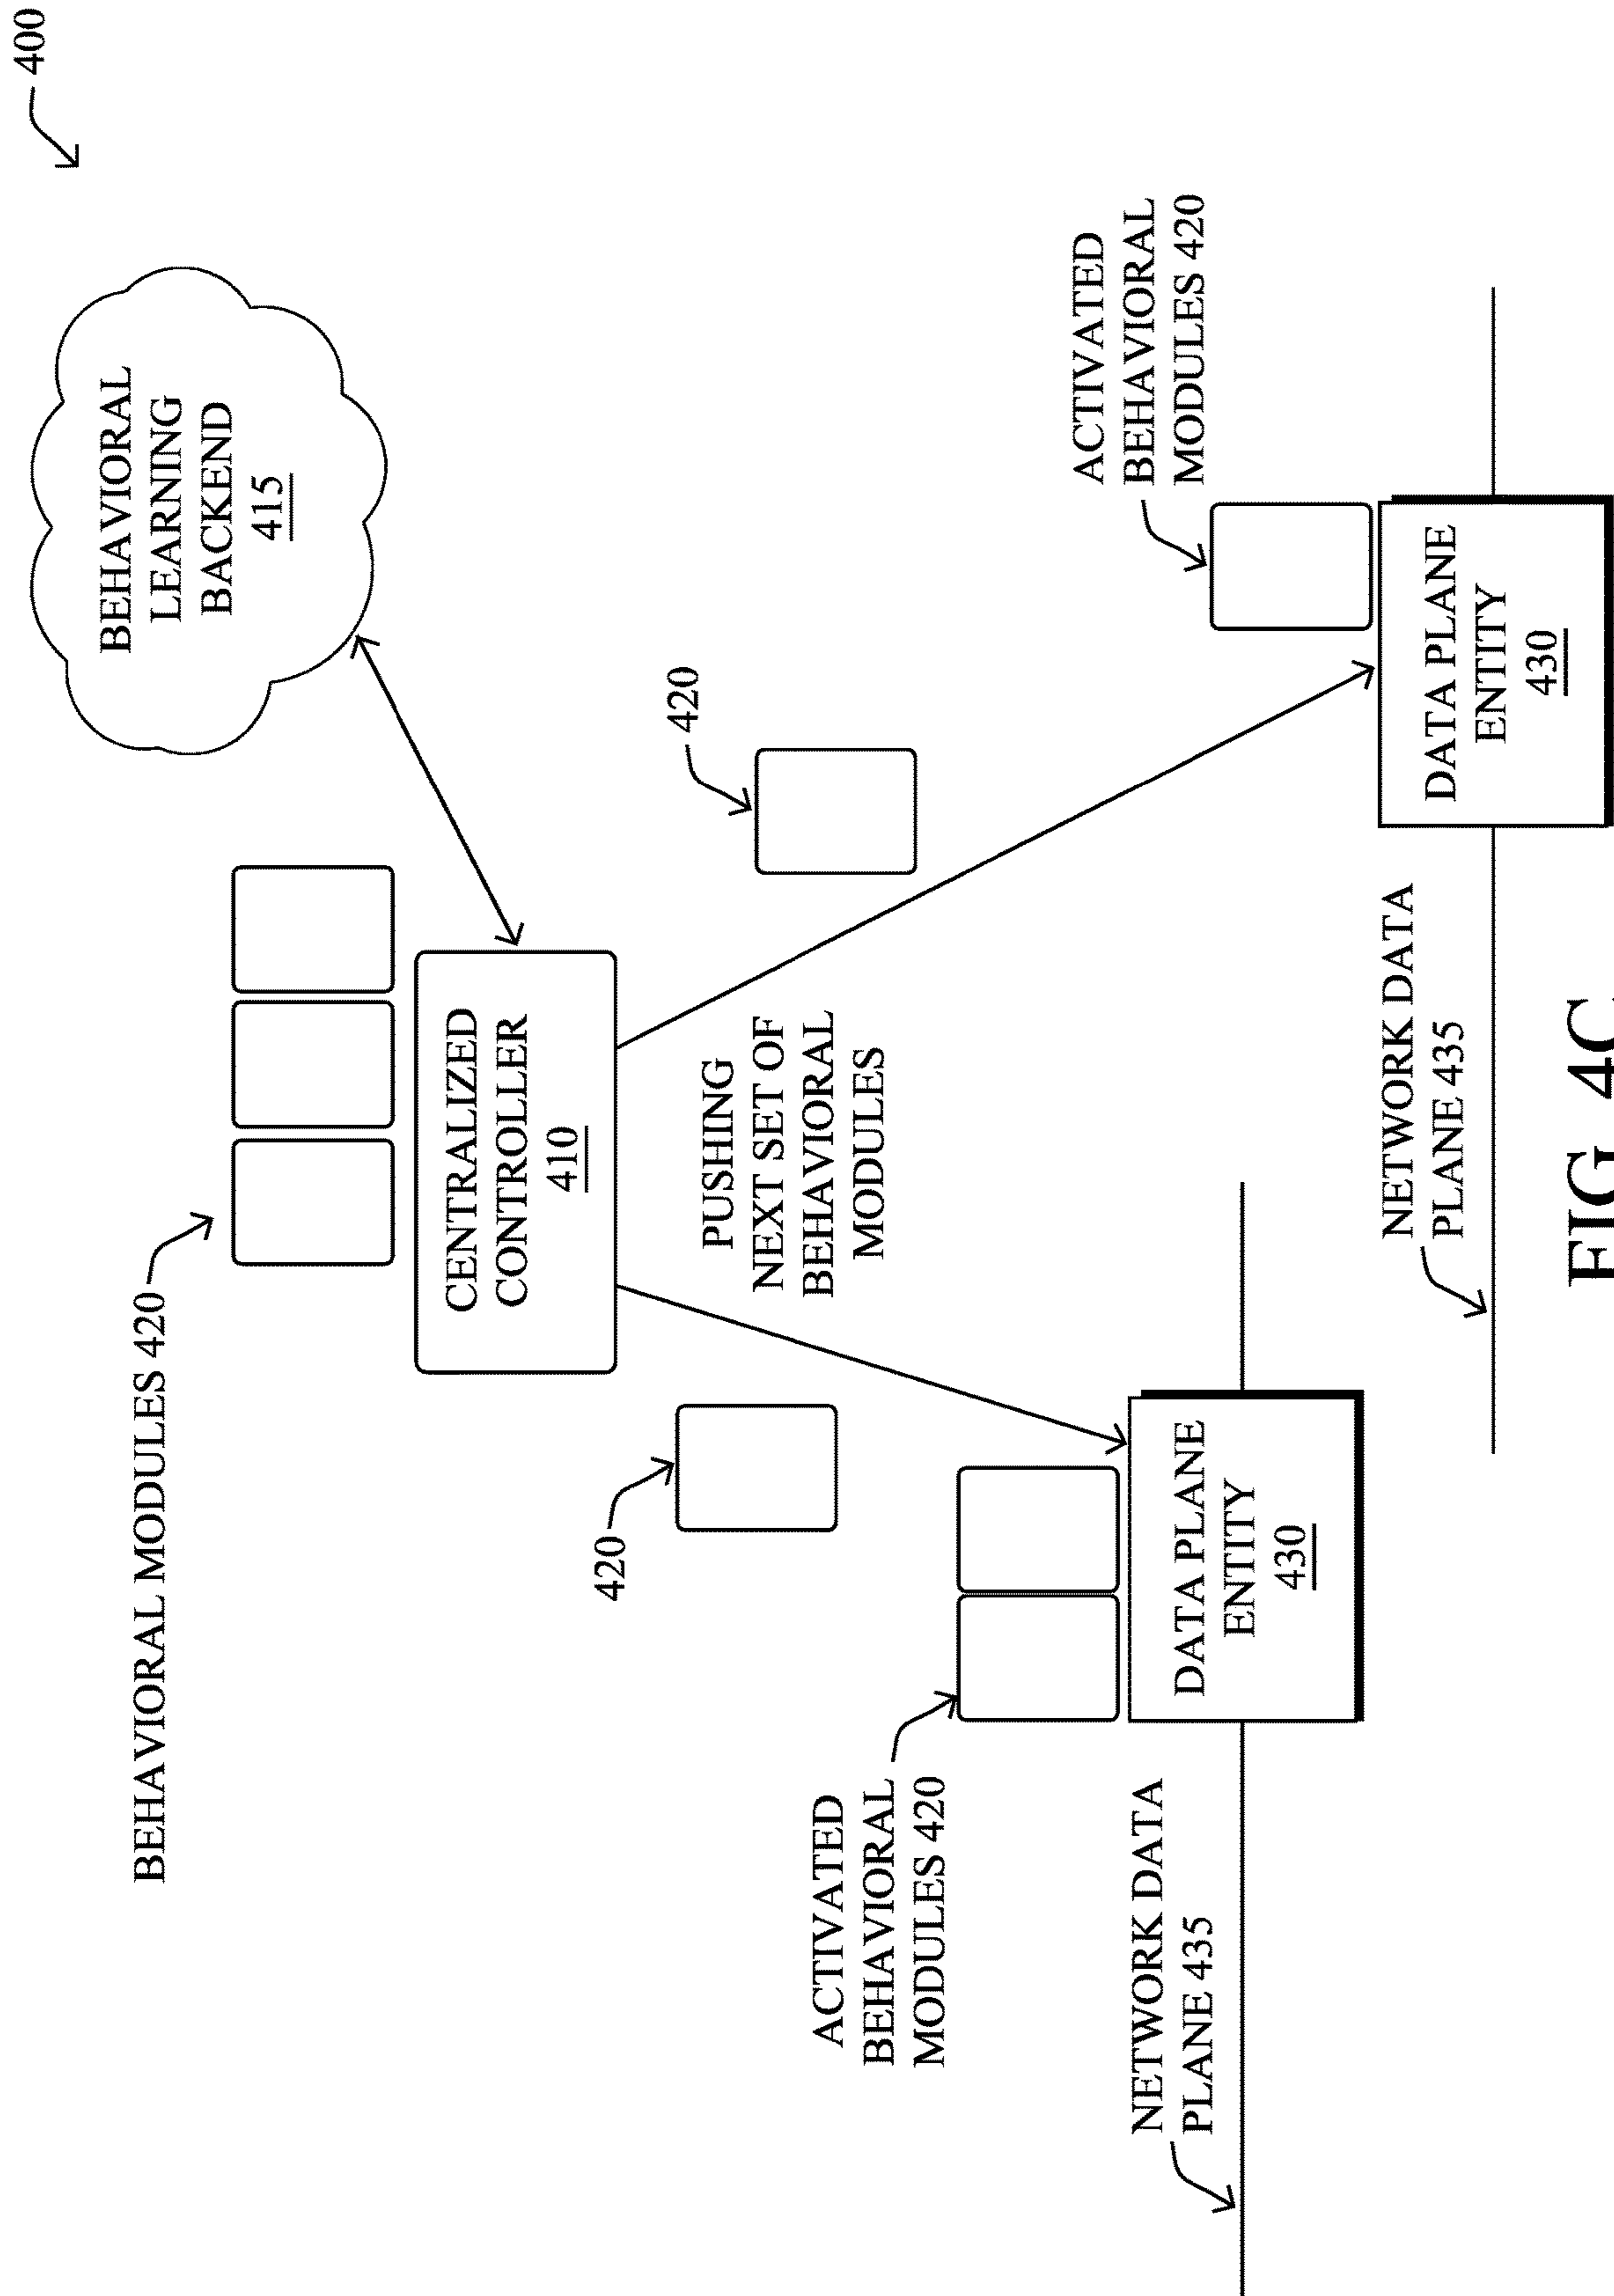 400
BEHAVIORAL
LEARNING
BACKEND
415
BEHAVIORAL MODULES 420
CENTRALIZED
CONTROLLER
410
420
420
PUSHING
NEXT SET OF
BEHAVIORAL
MODULES
ACTIVATED
BEHAVIORAL
MODULES 420
DATA PLANE
ENTITY
430
NETWORK DATA
PLANE 435
ACTIVATED
BEHAVIORAL
MODULES 420
DATA PLANE
ENTITY
430
NETWORK DATA
PLANE 435
FIG. 4C